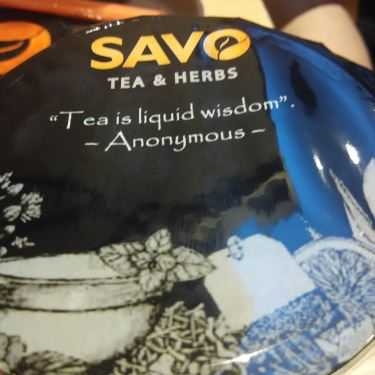 SAVO
TEA & HERBS
“Tea is liquid wisdom”.
– Anonymous –